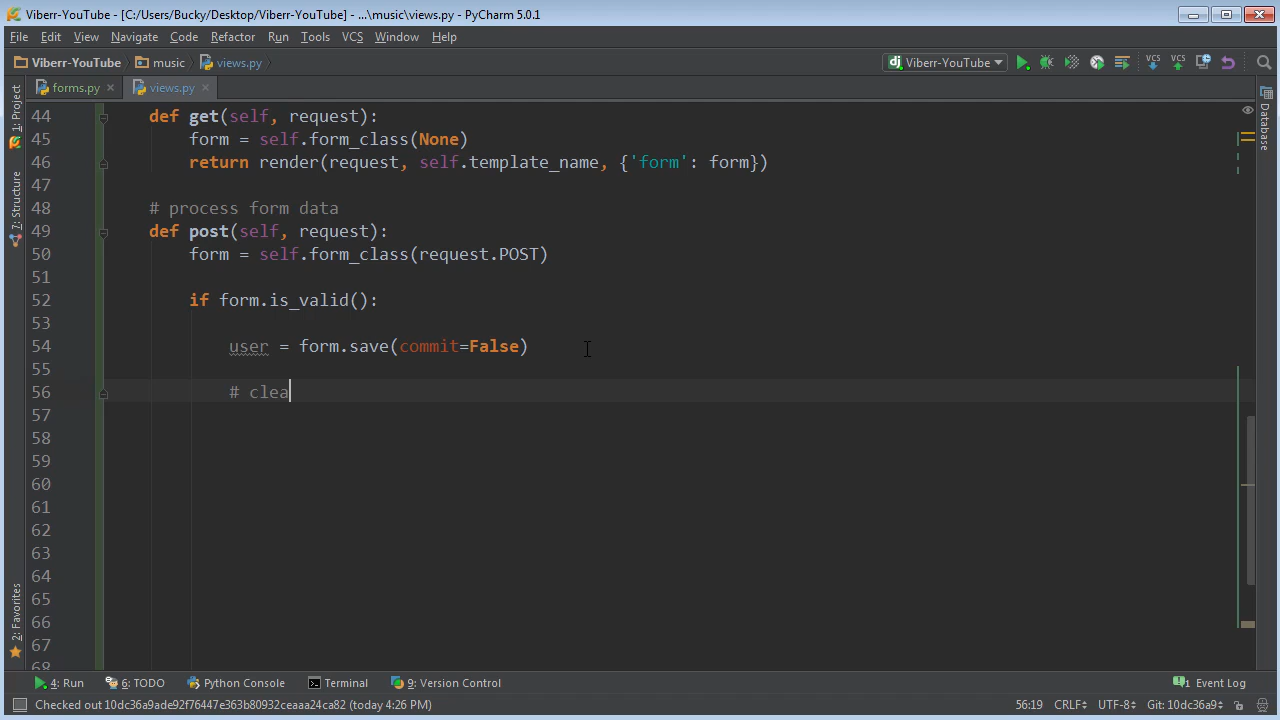 Viberr-YouTube - [C:/Users/Bucky/Desktop/Viberr-YouTube] - ...\music\views.py - PyCharm 5.0.1
File Edit View Navigate Code Refactor Run Tools VCS Window Help
Viberr-YouTube music views.py dj Viberr-YouTube VCS VCS
forms.py views.py
1: Project
7: Structure
2: Favorites
Database
44 def get(self, request):
45 form = self.form_class(None)
46 return render(request, self.template_name, {'form': form})
47
48 # process form data
49 def post(self, request):
50 form = self.form_class(request.POST)
51
52 if form.is_valid():
53
54 user = form.save(commit=False)
55
56 # clea
57
58
59
60
61
62
63
64
65
66
67
68
4: Run 6: TODO Python Console Terminal 9: Version Control 1 Event Log
Checked out 10dc36a9ade92f76447e363b80932ceaaa24ca82 (today 4:26 PM) 56:19 CRLF UTF-8 Git: 10dc36a9